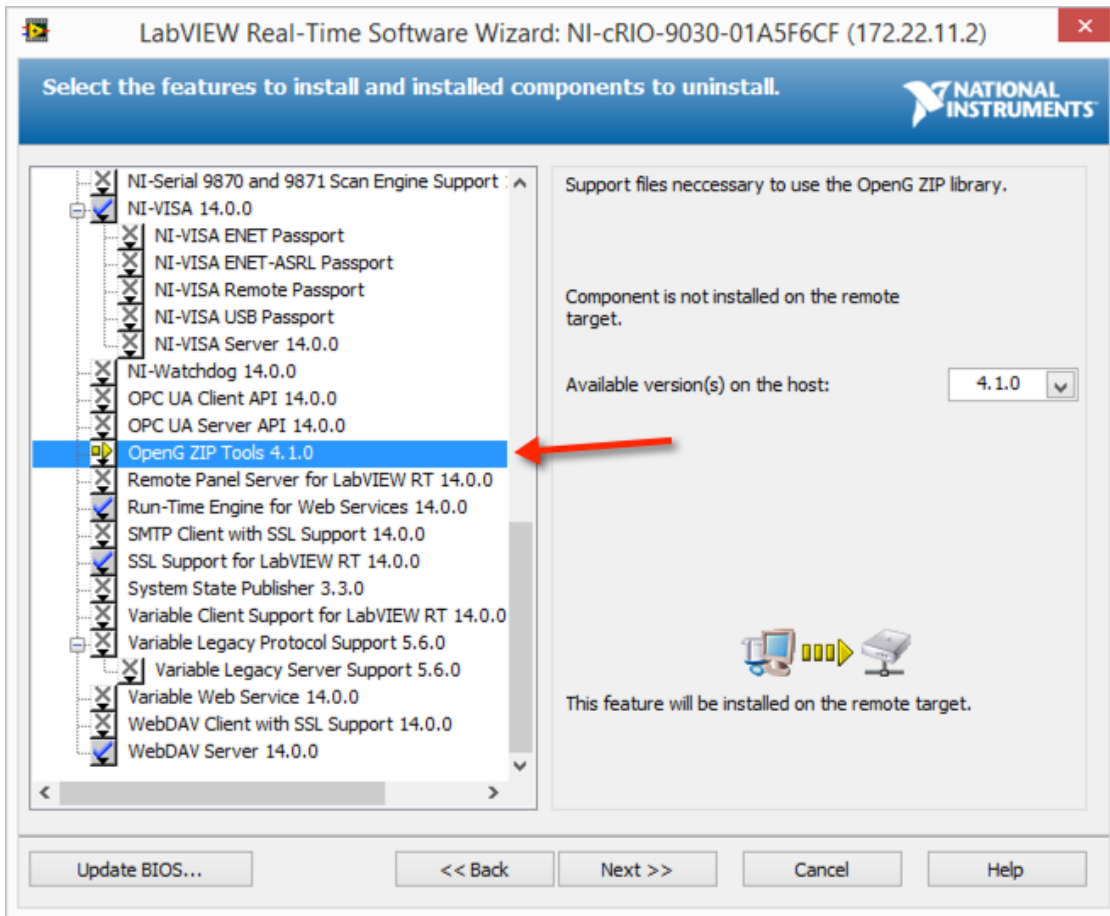 LabVIEW Real-Time Software Wizard: NI-cRIO-9030-01A5F6CF (172.22.11.2)
Select the features to install and installed components to uninstall.
NATIONAL
INSTRUMENTS
NI-Serial 9870 and 9871 Scan Engine Support
NI-VISA 14.0.0
NI-VISA ENET Passport
NI-VISA ENET-ASRL Passport
NI-VISA Remote Passport
NI-VISA USB Passport
NI-VISA Server 14.0.0
NI-Watchdog 14.0.0
OPC UA Client API 14.0.0
OPC UA Server API 14.0.0
OpenG ZIP Tools 4.1.0
Remote Panel Server for LabVIEW RT 14.0.0
Run-Time Engine for Web Services 14.0.0
SMTP Client with SSL Support 14.0.0
SSL Support for LabVIEW RT 14.0.0
System State Publisher 3.3.0
Variable Client Support for LabVIEW RT 14.0.0
Variable Legacy Protocol Support 5.6.0
Variable Legacy Server Support 5.6.0
Variable Web Service 14.0.0
WebDAV Client with SSL Support 14.0.0
WebDAV Server 14.0.0
Support files neccessary to use the OpenG ZIP library.
Component is not installed on the remote
target.
Available version(s) on the host: 4.1.0
This feature will be installed on the remote target.
Update BIOS... << Back Next >> Cancel Help